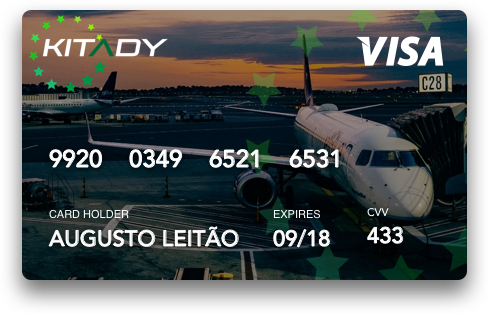 KITADY
VISA
C28
9920 0349 6521 6531
CARD HOLDER EXPIRES CVV
AUGUSTO LEITÃO 09/18 433